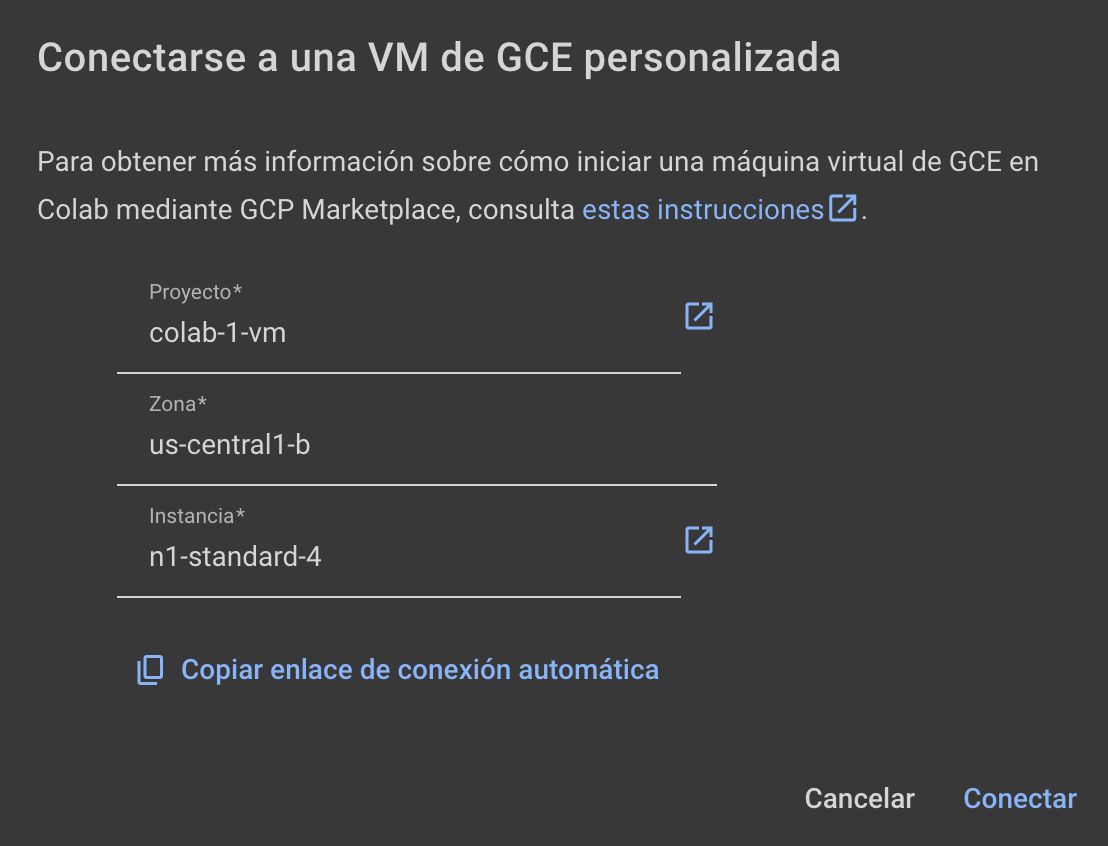 Conectarse a una VM de GCE personalizada
Para obtener más información sobre cómo iniciar una máquina virtual de GCE en
Colab mediante GCP Marketplace, consulta estas instrucciones.
Proyecto*
colab-1-vm
Zona*
us-central1-b
Instancia*
n1-standard-4
Copiar enlace de conexión automática
Cancelar Conectar